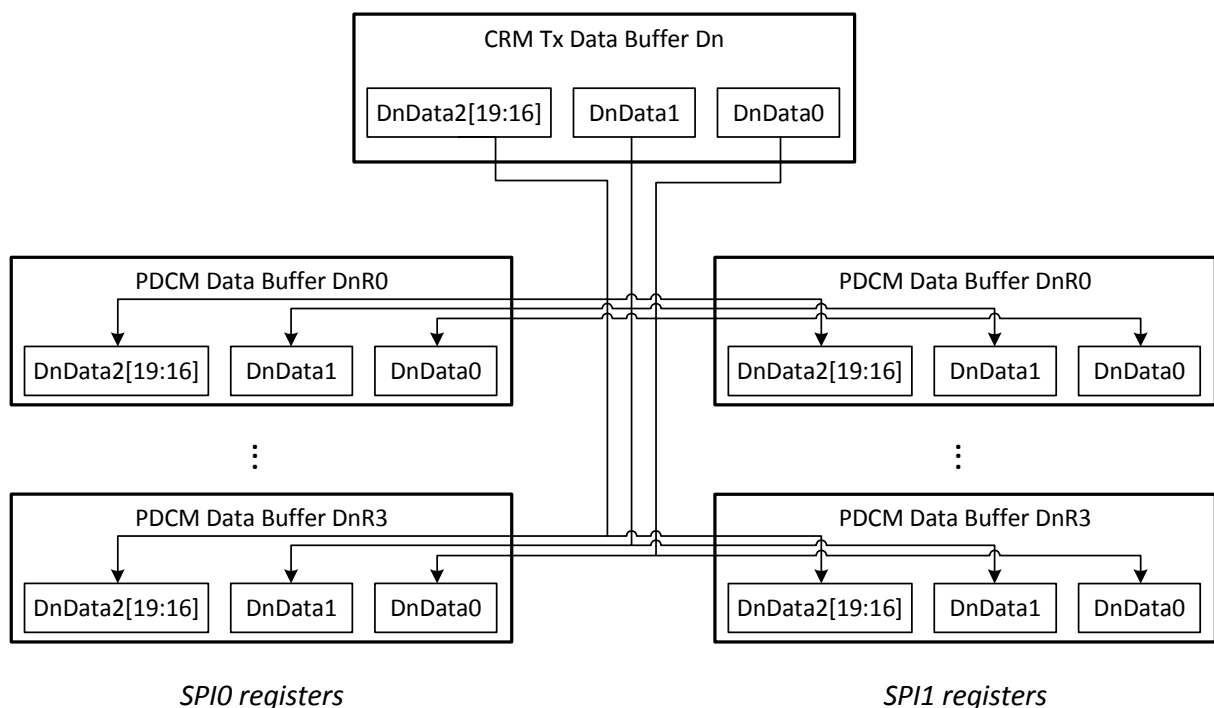 CRM Tx Data Buffer Dn
DnData2[19:16] DnData1 DnData0
PDCM Data Buffer DnR0 PDCM Data Buffer DnR0
DnData2[19:16] DnData1 DnData0 DnData2[19:16] DnData1 DnData0
⋮ ⋮
PDCM Data Buffer DnR3 PDCM Data Buffer DnR3
DnData2[19:16] DnData1 DnData0 DnData2[19:16] DnData1 DnData0
SPI0 registers SPI1 registers